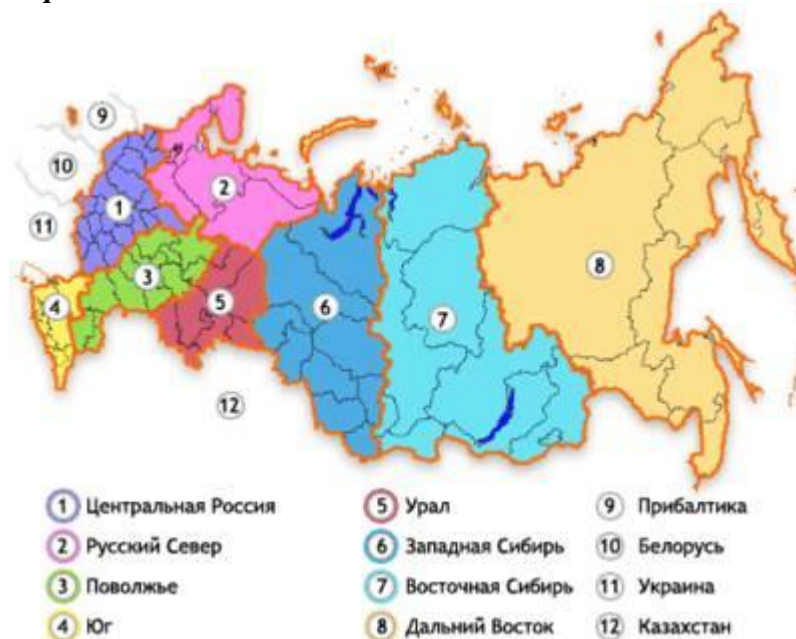 9
10
2
1
11
8
3
4
5
6
7
12
1 Центральная Россия
2 Русский Север
3 Поволжье
4 Юг
5 Урал
6 Западная Сибирь
7 Восточная Сибирь
8 Дальний Восток
9 Прибалтика
10 Белорусь
11 Украина
12 Казахстан